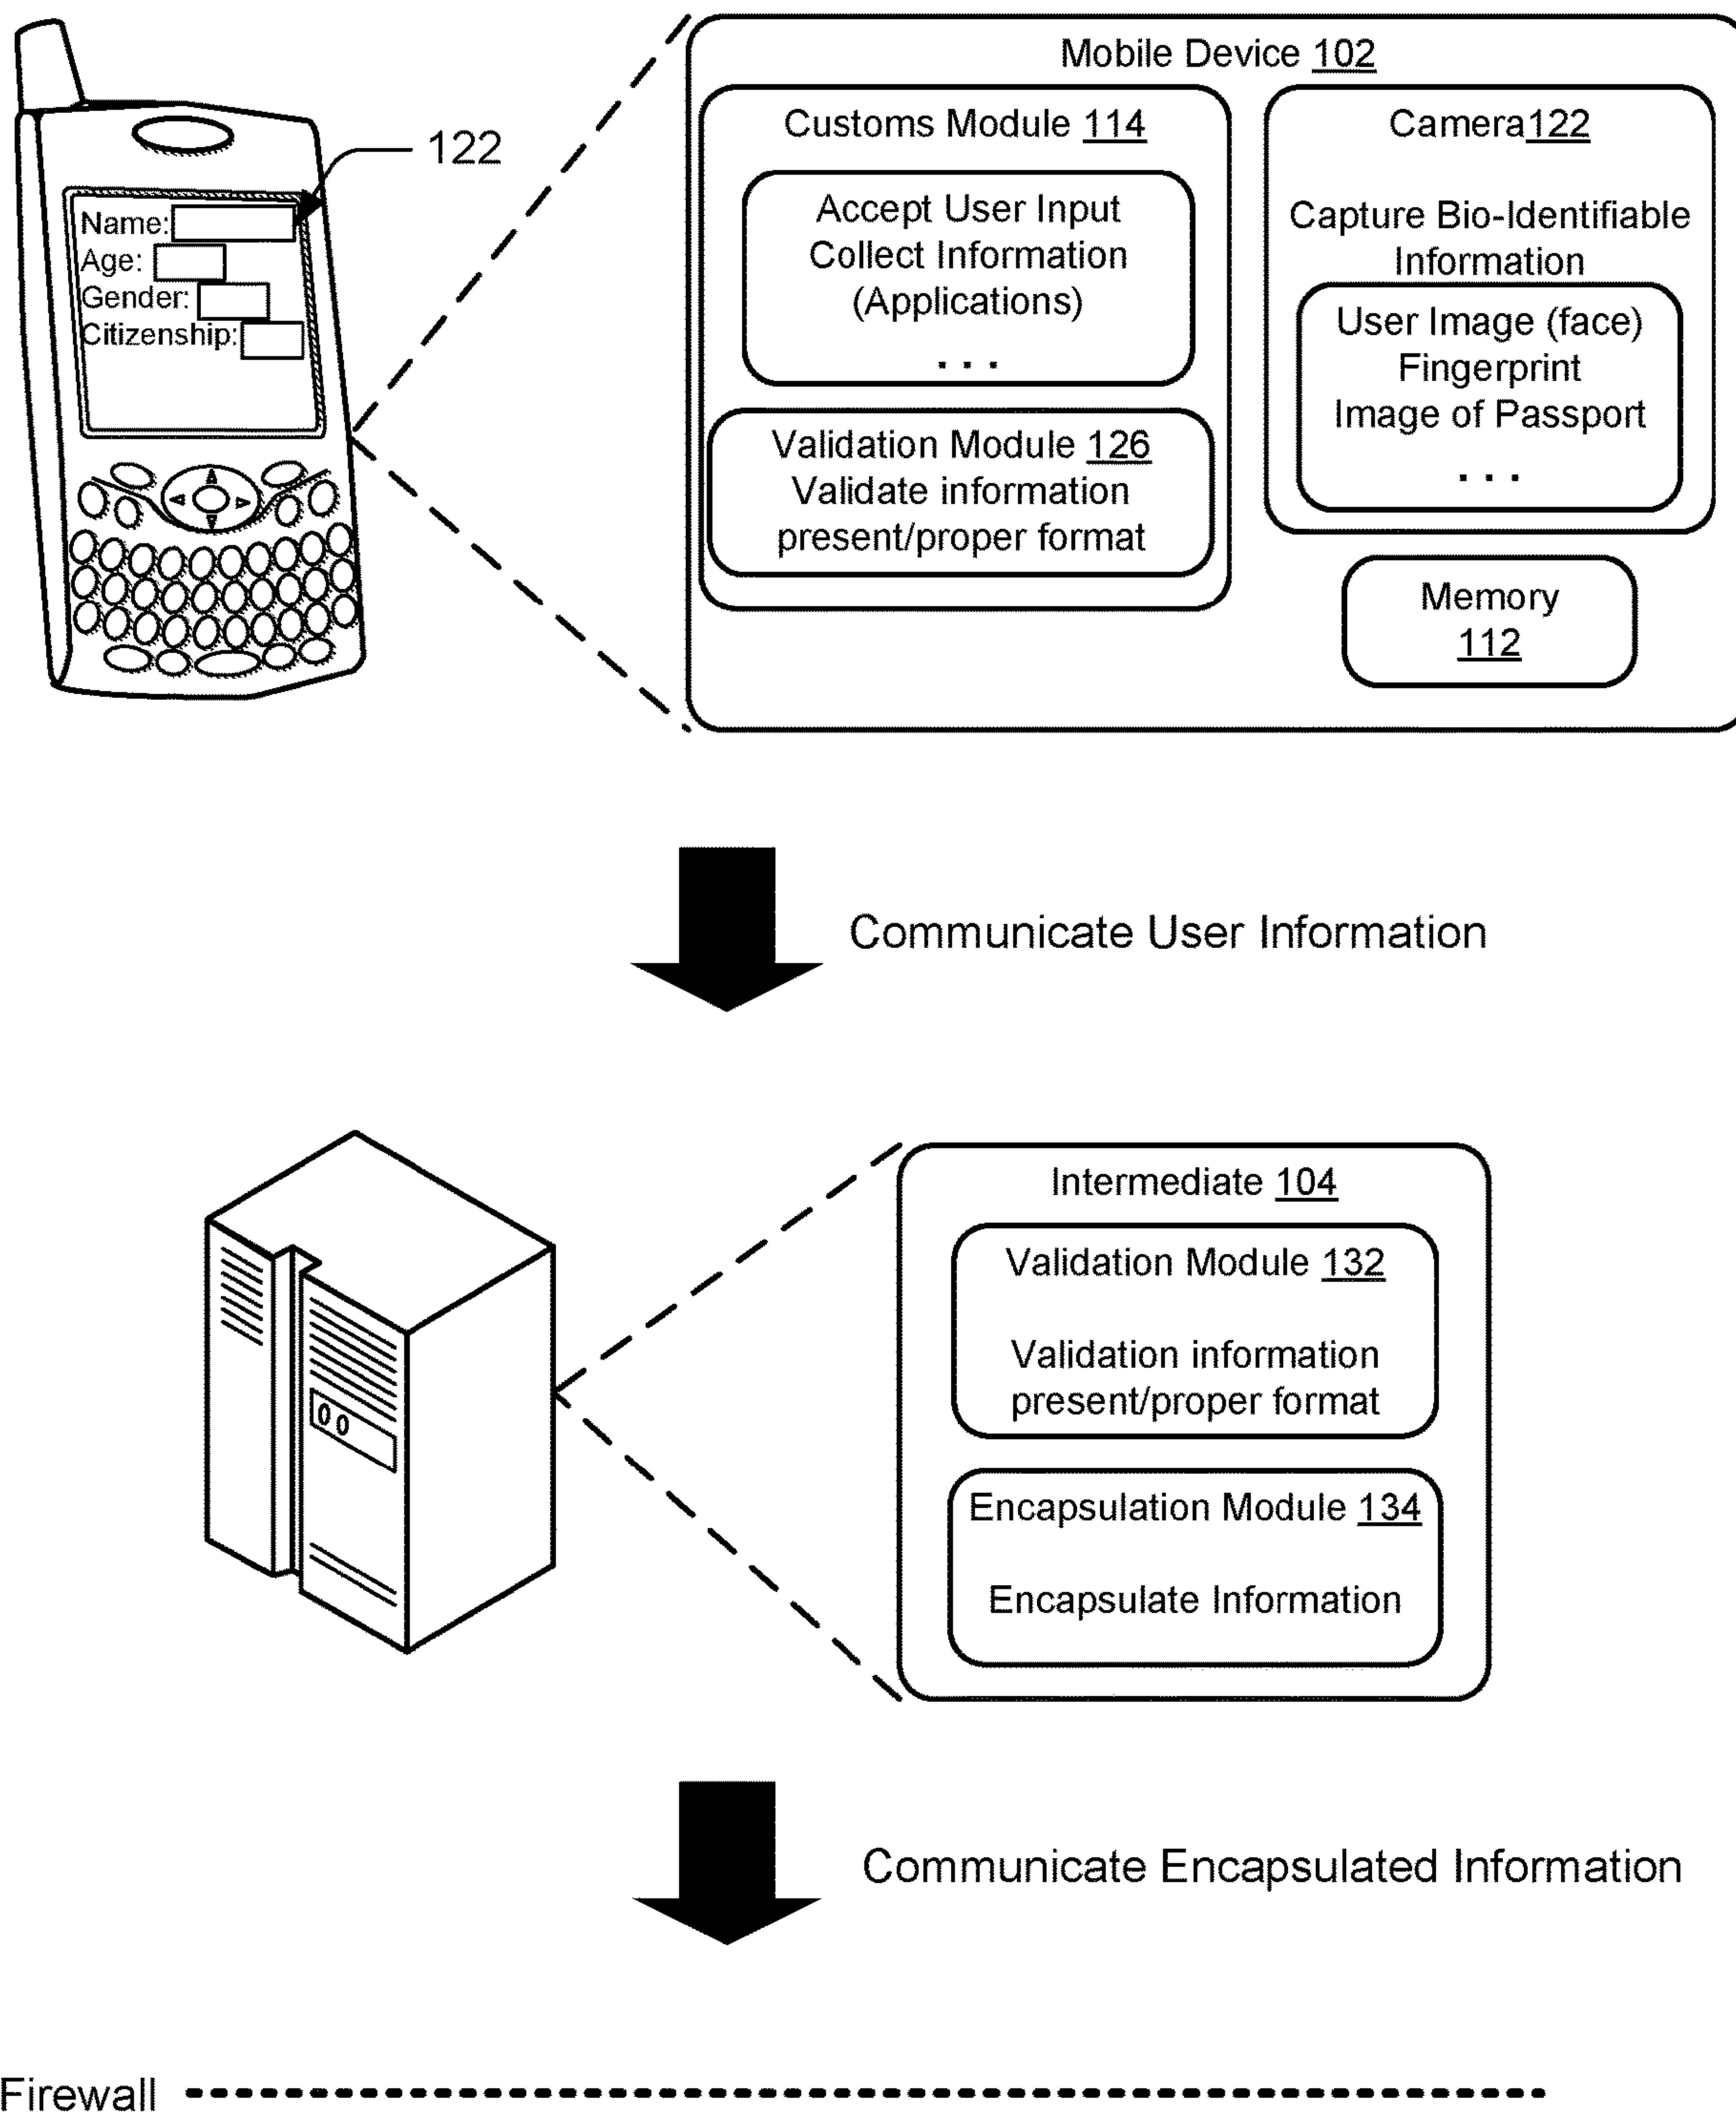 122
Name:
Age:
Gender:
Citizenship:
Mobile Device 102
Customs Module 114
Accept User Input
Collect Information
(Applications)
. . .
Validation Module 126
Validate information
present/proper format
Camera122
Capture Bio-Identifiable
Information
User Image (face)
Fingerprint
Image of Passport
. . .
Memory
112
Communicate User Information
Intermediate 104
Validation Module 132
Validation information
present/proper format
Encapsulation Module 134
Encapsulate Information
Communicate Encapsulated Information
Firewall